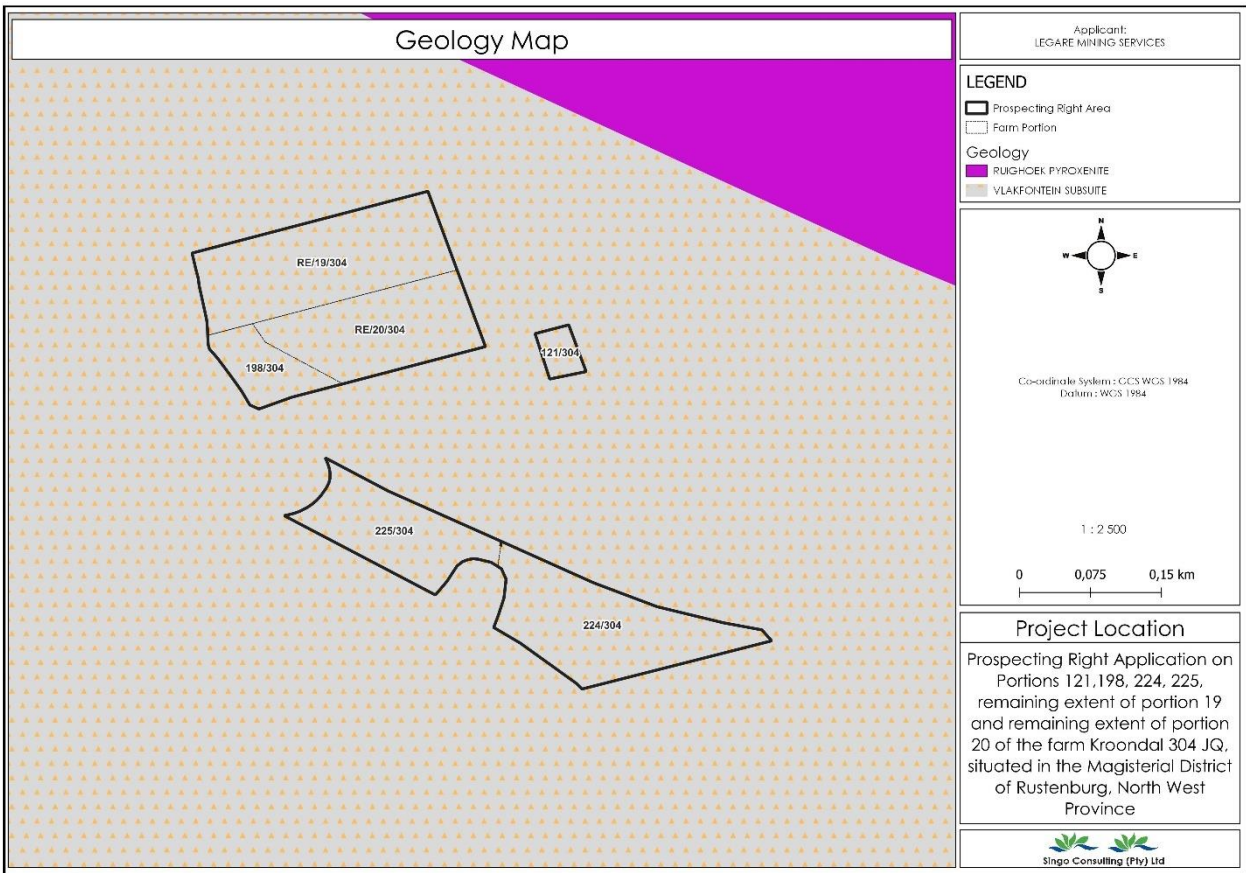 Geology Map
RE/19/304
RE/20/304
198/304
121/304
225/304
224/304
Applicant:
LEGARE MINING SERVICES
LEGEND
Prospecting Right Area
Farm Portion
Geology
RUIGHOEK PYROXENITE
VLAKFONTEIN SUBSUITE
N
W E
S
Co-ordinate System : GCS WGS 1984
Datum : WGS 1984
1 : 2 500
0 0,075 0,15 km
Project Location
Prospecting Right Application on
Portions 121,198, 224, 225,
remaining extent of portion 19
and remaining extent of portion
20 of the farm Kroondal 304 JQ,
situated in the Magisterial District
of Rustenburg, North West
Province
Singo Consulting (Pty) Ltd